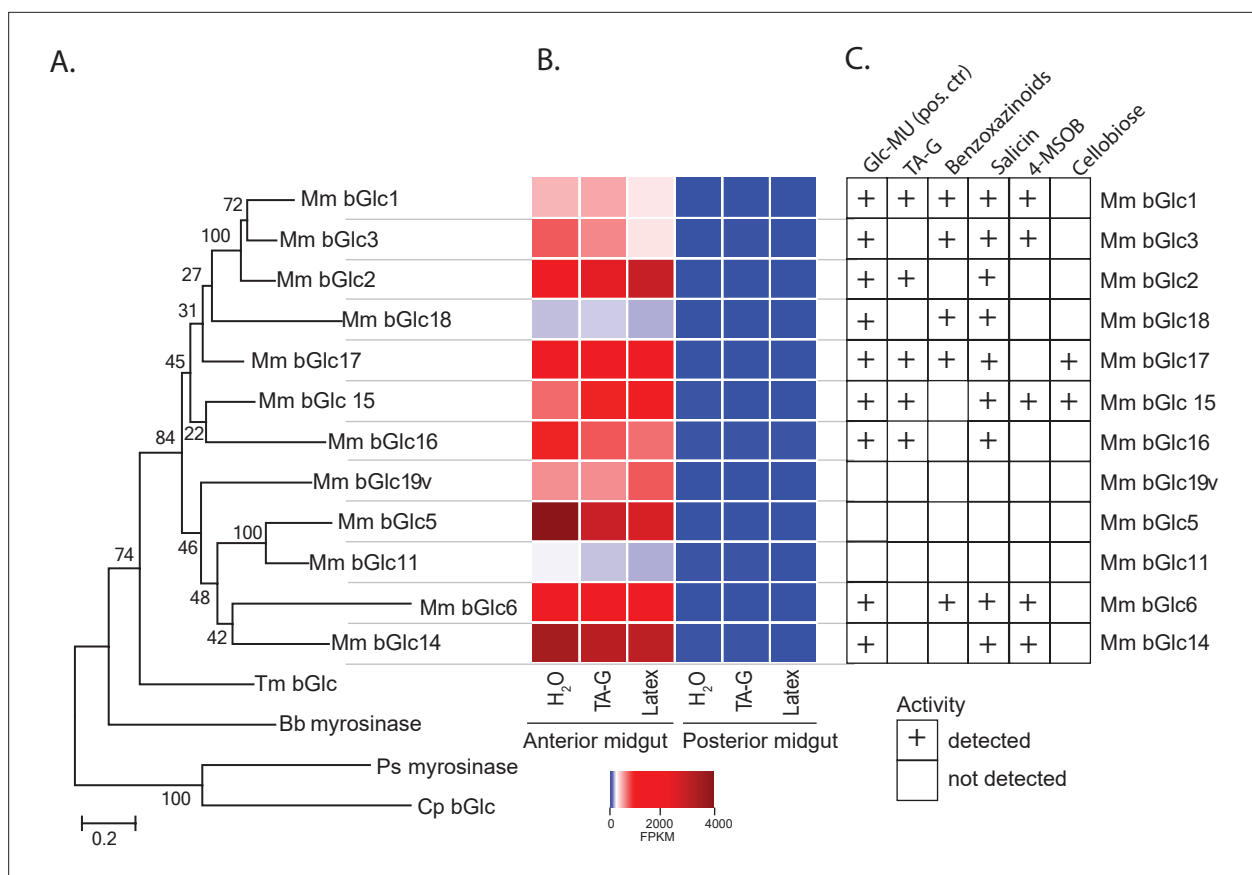 A.
B.
C.
Glc-MU (pos. ctr)
TA-G
Benzoxazinoids
Salicin
4-MSOB
Cellobiose
72
100
27
31
45
22
84
74
46
100
48
42
100
Mm bGlc1
Mm bGlc3
Mm bGlc2
Mm bGlc18
Mm bGlc17
Mm bGlc 15
Mm bGlc16
Mm bGlc19v
Mm bGlc5
Mm bGlc11
Mm bGlc6
Mm bGlc14
Tm bGlc
Bb myrosinase
Ps myrosinase
Cp bGlc
0.2
H₂O
TA-G
Latex
H₂O
TA-G
Latex
Anterior midgut
Posterior midgut
0 2000 4000
FPKM
+ + + + + Mm bGlc1
+ + + + Mm bGlc3
+ + + Mm bGlc2
+ + + Mm bGlc18
+ + + + + Mm bGlc17
+ + + + + Mm bGlc 15
+ + + Mm bGlc16
Mm bGlc19v
Mm bGlc5
Mm bGlc11
+ + + + Mm bGlc6
+ + + Mm bGlc14
Activity
+ detected
not detected